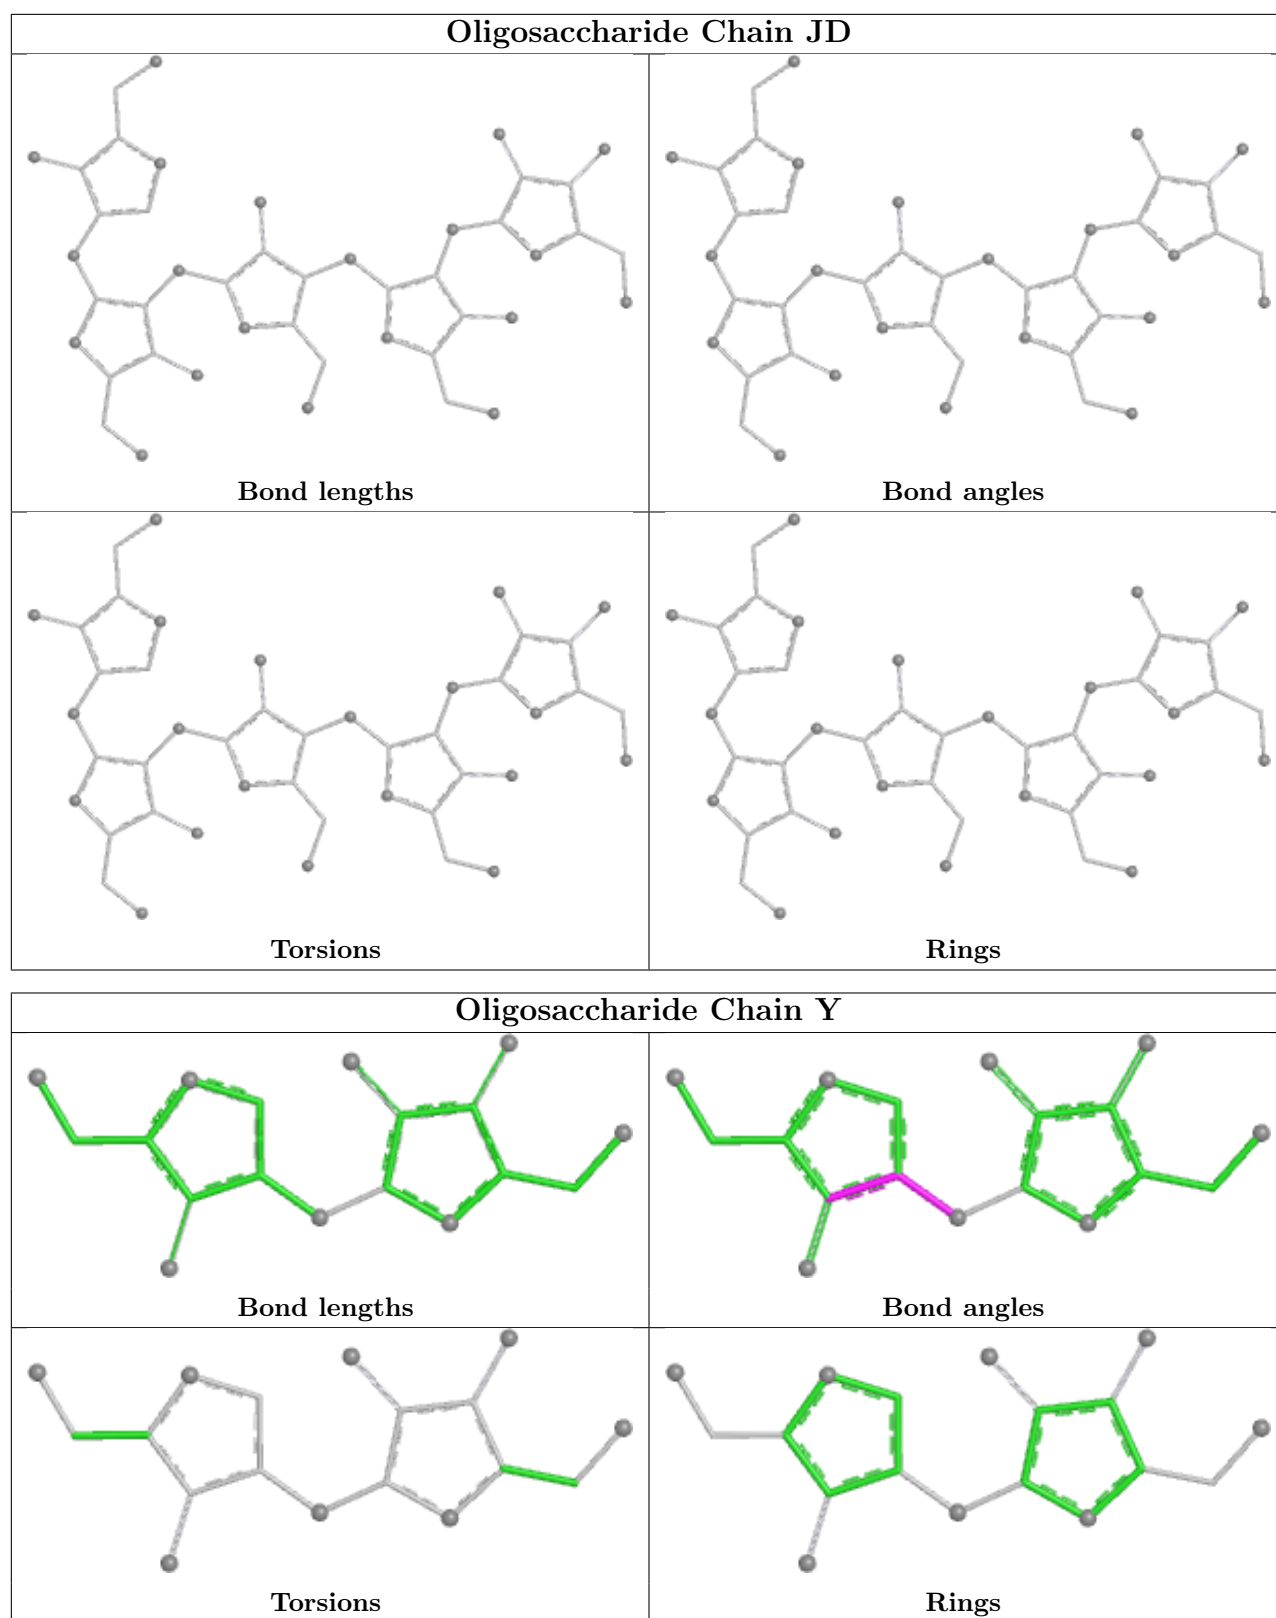 Oligosaccharide Chain JD
Bond lengths
Bond angles
Torsions
Rings
Oligosaccharide Chain Y
Bond lengths
Bond angles
Torsions
Rings